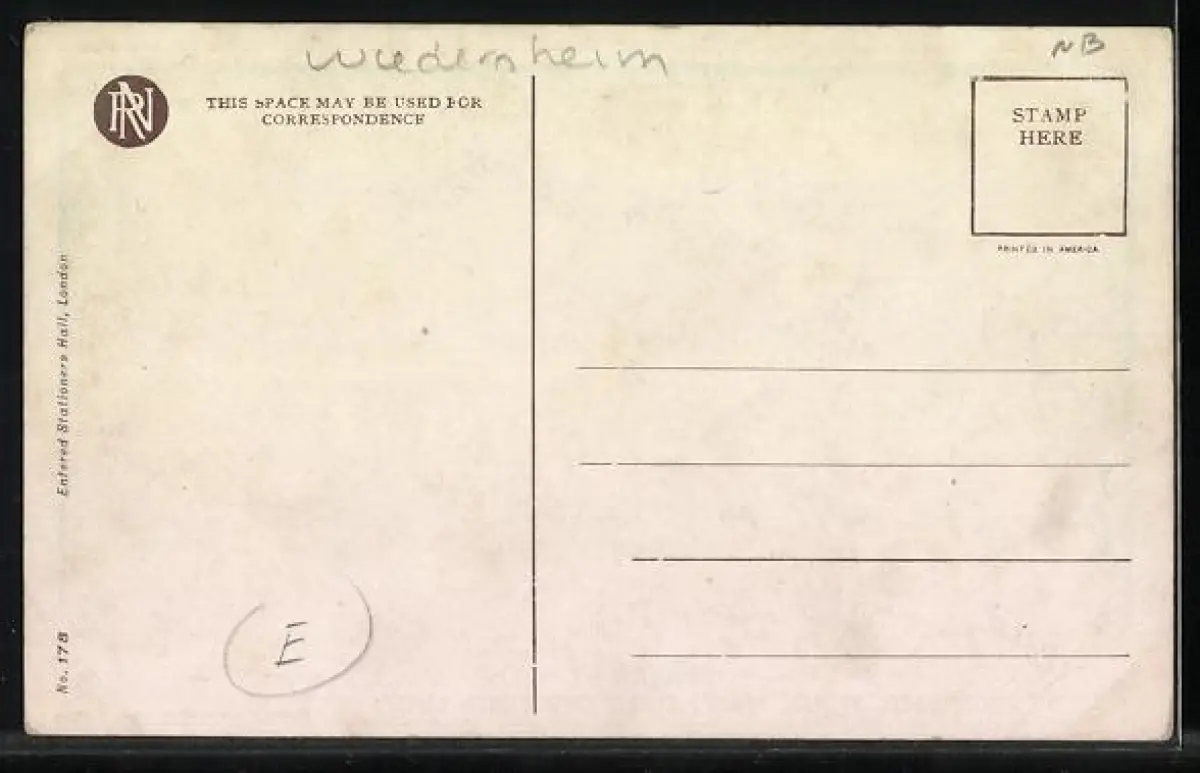 Wiedersheim
NB
RN
THIS SPACE MAY BE USED FOR
CORRESPONDENCE
STAMP
HERE
PRINTED IN AMERICA
Entered Stationers Hall, London
No. 178
E